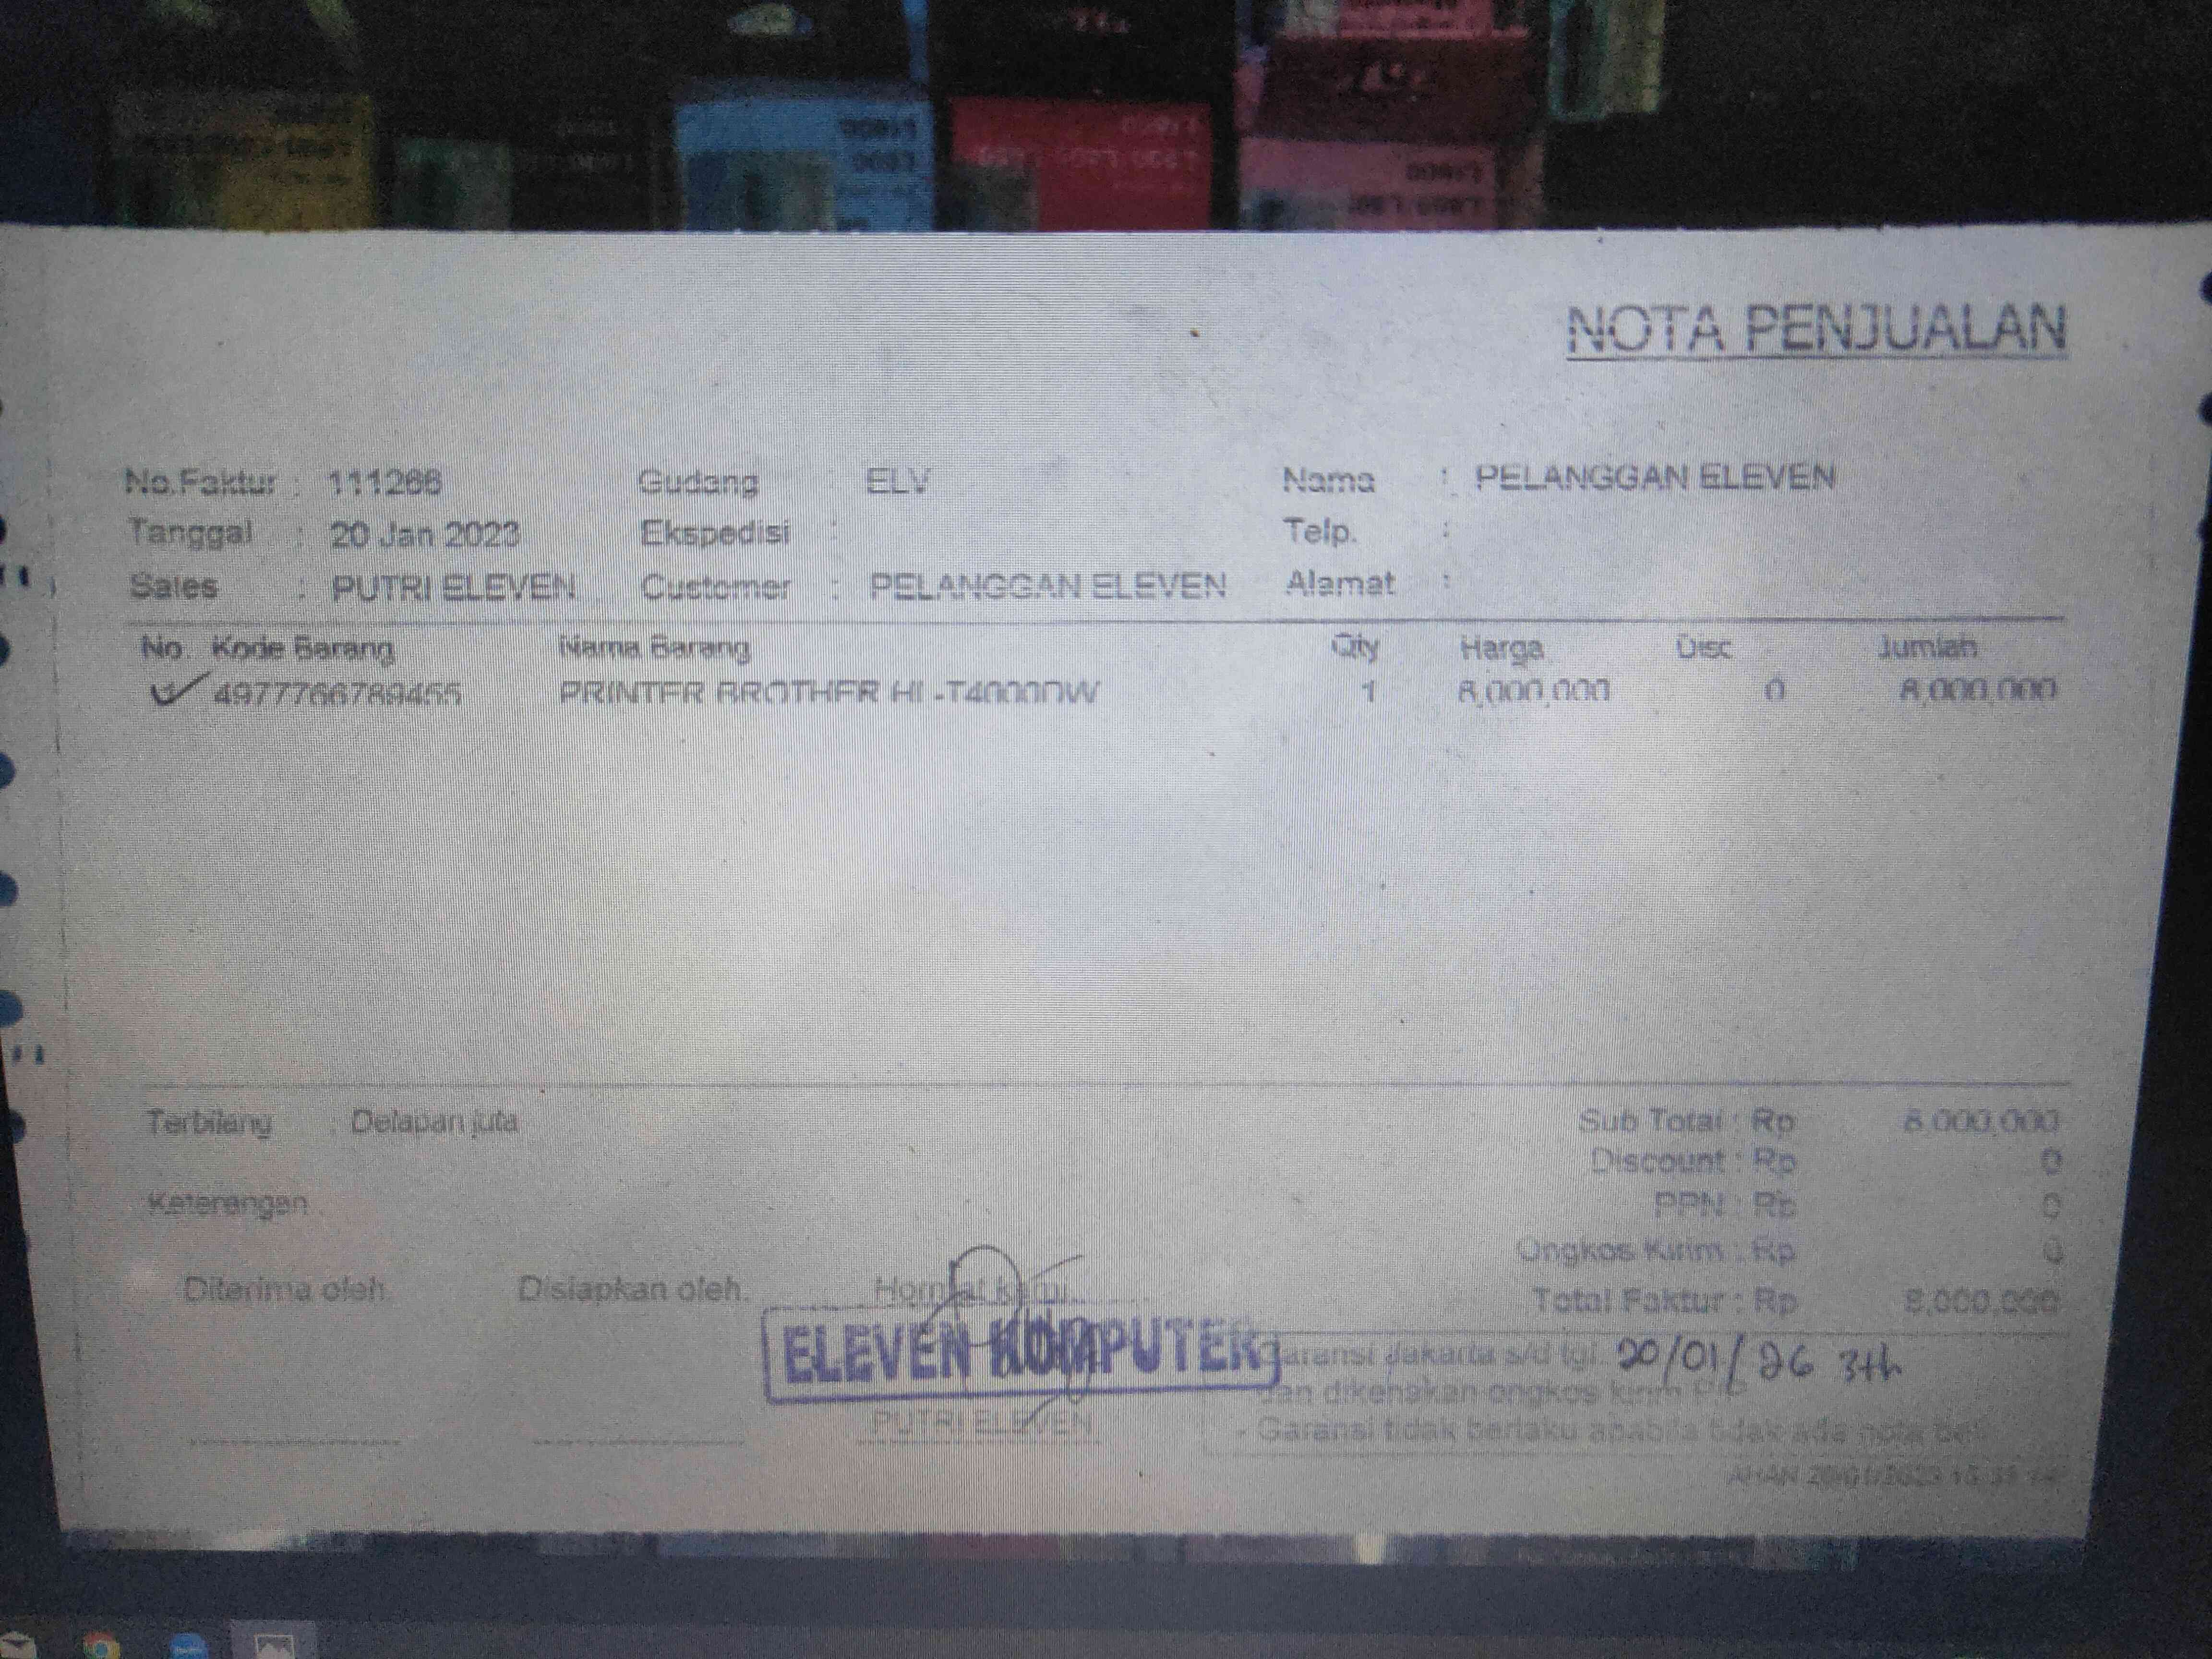 NOTA PENJUALAN
No.Faktur : 111266 Gudang : ELV Nama : PELANGGAN ELEVEN
Tanggal : 20 Jan 2023 Ekspedisi : Telp. :
Sales : PUTRI ELEVEN Customer : PELANGGAN ELEVEN Alamat :
No. Kode Barang Nama Barang Qty Harga Disc Jumlah
4977766789455 PRINTER BROTHER HL-T4000DW 1 8,000,000 0 8,000,000
Terbilang : Delapan juta Sub Total : Rp 8,000,000
Discount : Rp 0
Keterangan PPN : Rp 0
Ongkos Kirim : Rp 0
Diterima oleh, Disiapkan oleh, Hormat kami, Total Faktur : Rp 8,000,000
ELEVEN KOMPUTER
Garansi Jakarta s/d tgl. 20/01/26 3th
dan dikenakan ongkos kirim PP
PUTRI ELEVEN
- Garansi tidak berlaku apabila tidak ada nota
20/01/2023